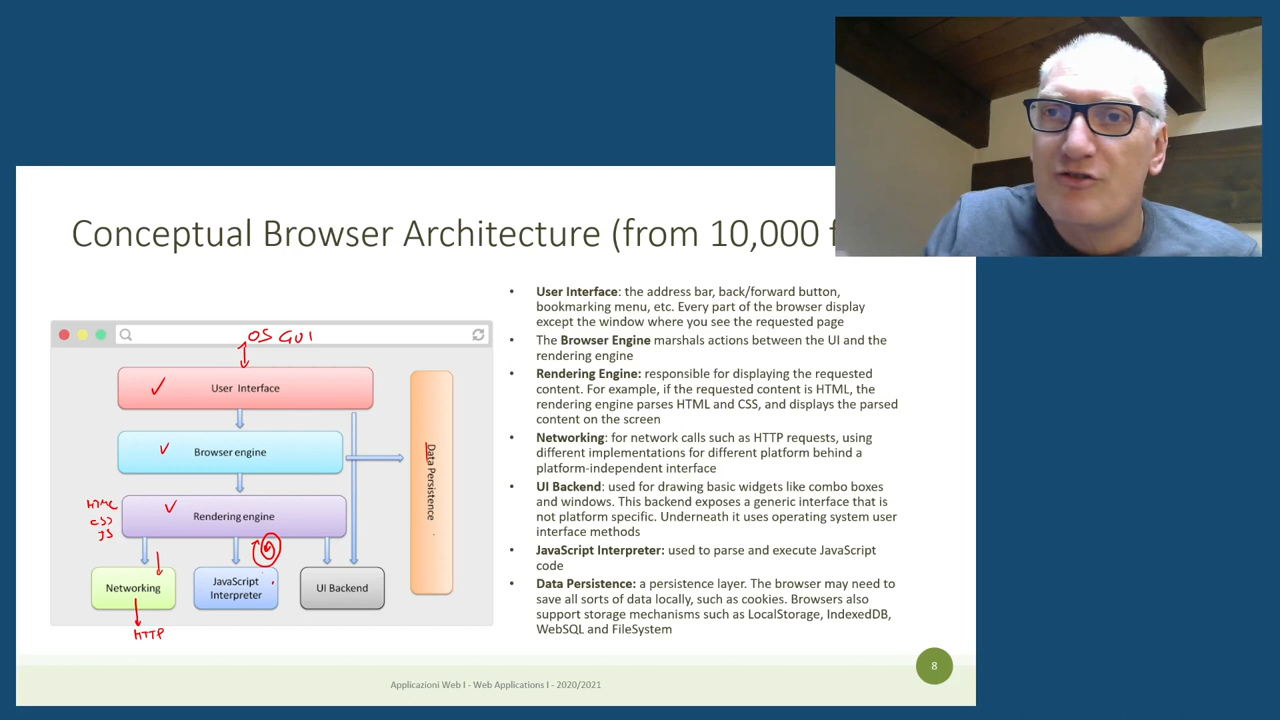 Conceptual Browser Architecture (from 10,000 f
OS GUI
User Interface
Browser engine
HTML
CSS
JS
Rendering engine
Networking
JavaScript
Interpreter
UI Backend
HTTP
Data Persistence
• User Interface: the address bar, back/forward button,
bookmarking menu, etc. Every part of the browser display
except the window where you see the requested page
• The Browser Engine marshals actions between the UI and the
rendering engine
• Rendering Engine: responsible for displaying the requested
content. For example, if the requested content is HTML, the
rendering engine parses HTML and CSS, and displays the parsed
content on the screen
• Networking: for network calls such as HTTP requests, using
different implementations for different platform behind a
platform-independent interface
• UI Backend: used for drawing basic widgets like combo boxes
and windows. This backend exposes a generic interface that is
not platform specific. Underneath it uses operating system user
interface methods
• JavaScript Interpreter: used to parse and execute JavaScript
code
• Data Persistence: a persistence layer. The browser may need to
save all sorts of data locally, such as cookies. Browsers also
support storage mechanisms such as LocalStorage, IndexedDB,
WebSQL and FileSystem
Applicazioni Web I - Web Applications I - 2020/2021
8